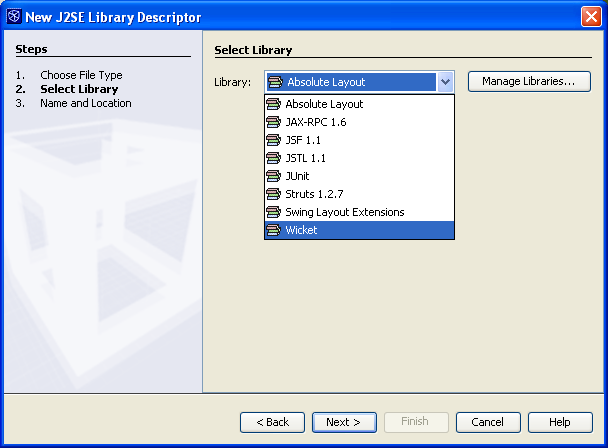 New J2SE Library Descriptor
Steps
1. Choose File Type
2. Select Library
3. Name and Location
Select Library
Library: Absolute Layout Manage Libraries...
Absolute Layout
JAX-RPC 1.6
JSF 1.1
JSTL 1.1
JUnit
Struts 1.2.7
Swing Layout Extensions
Wicket
< Back Next > Finish Cancel Help